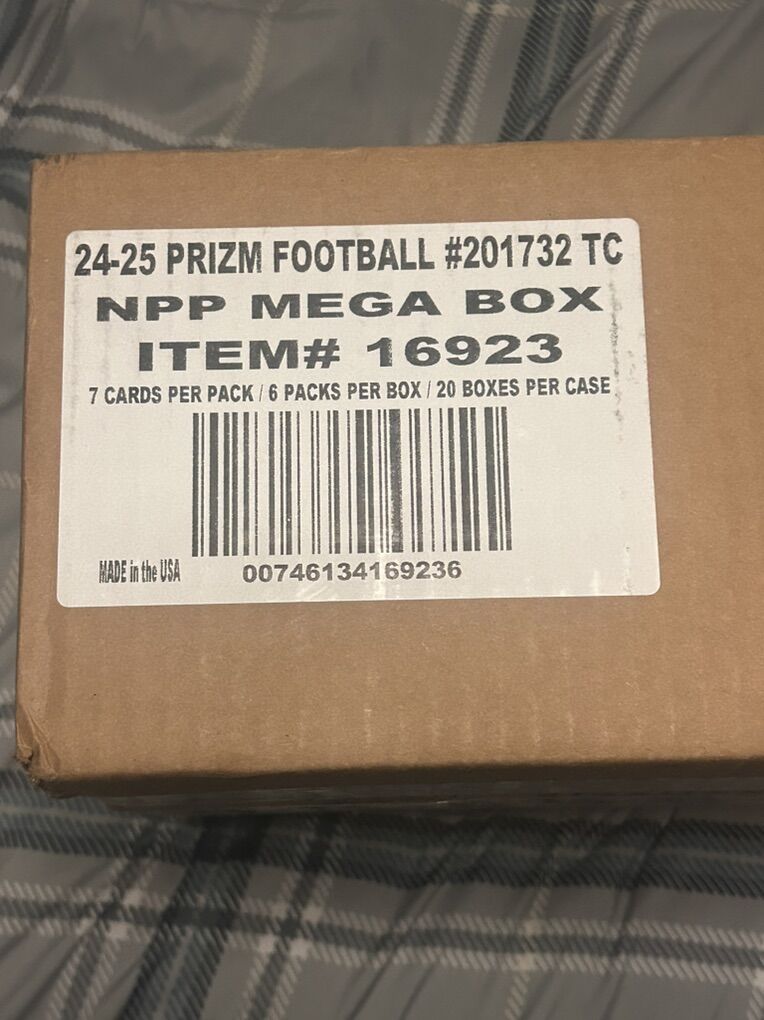 24-25 PRIZM FOOTBALL #201732 TC
NPP MEGA BOX
ITEM# 16923
7 CARDS PER PACK / 6 PACKS PER BOX / 20 BOXES PER CASE
MADE in the USA
00746134169236